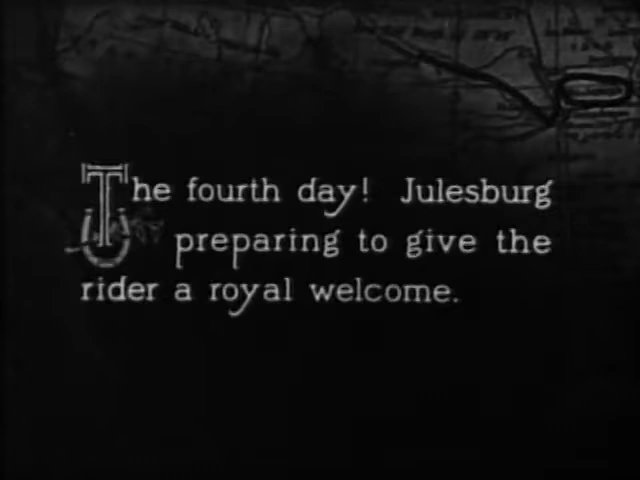 The fourth day! Julesburg
preparing to give the
rider a royal welcome.